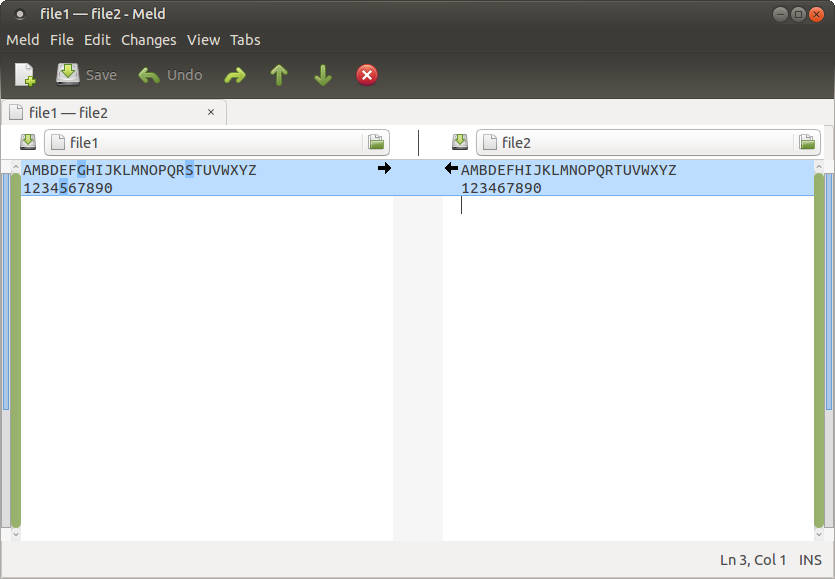 file1 — file2 - Meld
Meld File Edit Changes View Tabs
Save Undo
file1 — file2 ×
file1 file2
AMBDEFGHIJKLMNOPQRSTUVWXYZ AMBDEFHIJKLMNOPQRTUVWXYZ
1234S67890 123467890
Ln 3, Col 1 INS